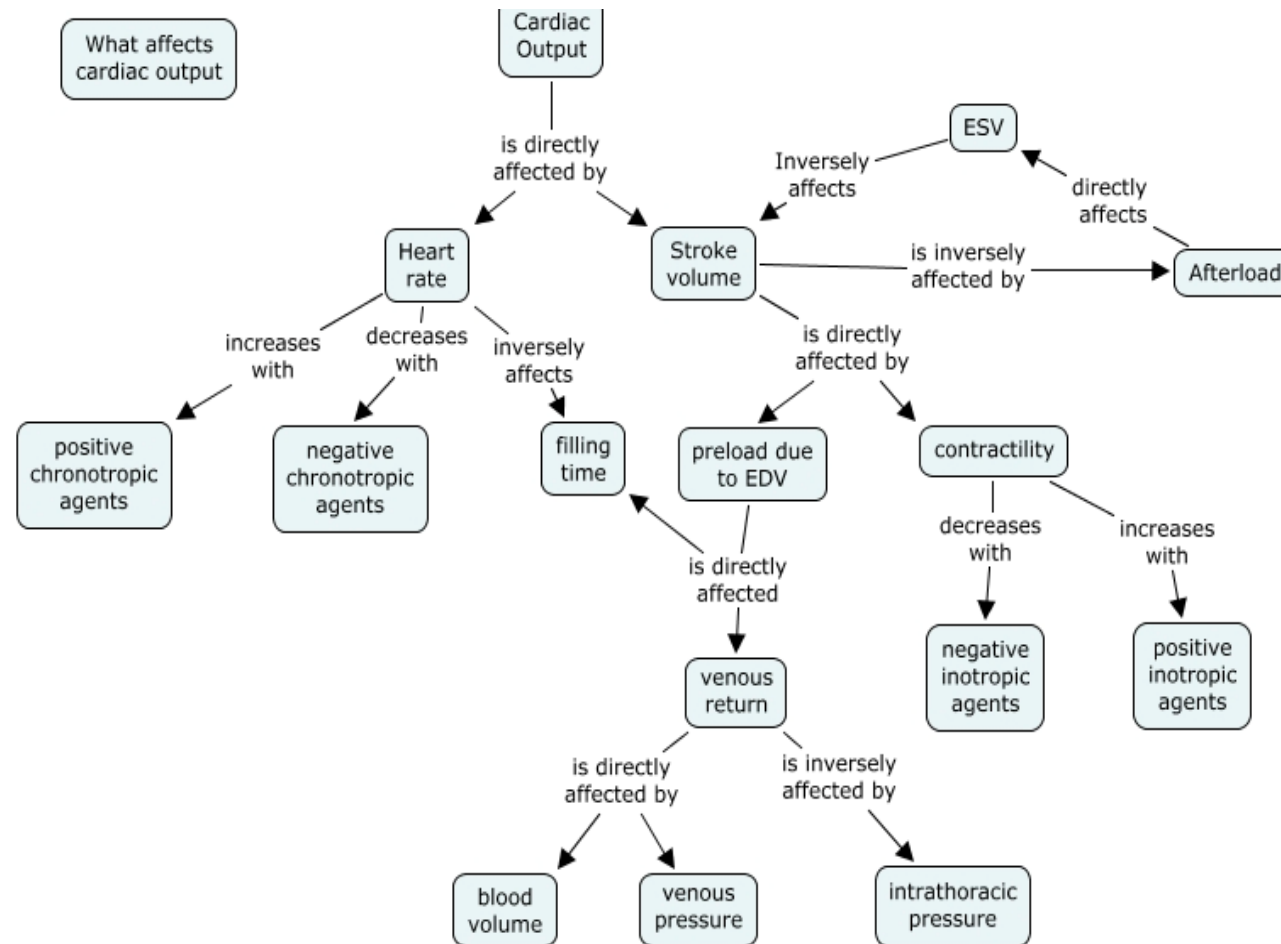 What affects
cardiac output
Cardiac
Output
is directly
affected by
ESV
Inversely
affects
directly
affects
Heart
rate
Stroke
volume
is inversely
affected by
Afterload
increases
with
decreases
with
inversely
affects
is directly
affected by
positive
chronotropic
agents
negative
chronotropic
agents
filling
time
preload due
to EDV
contractility
is directly
affected
decreases
with
increases
with
venous
return
negative
inotropic
agents
positive
inotropic
agents
is directly
affected by
is inversely
affected by
blood
volume
venous
pressure
intrathoracic
pressure